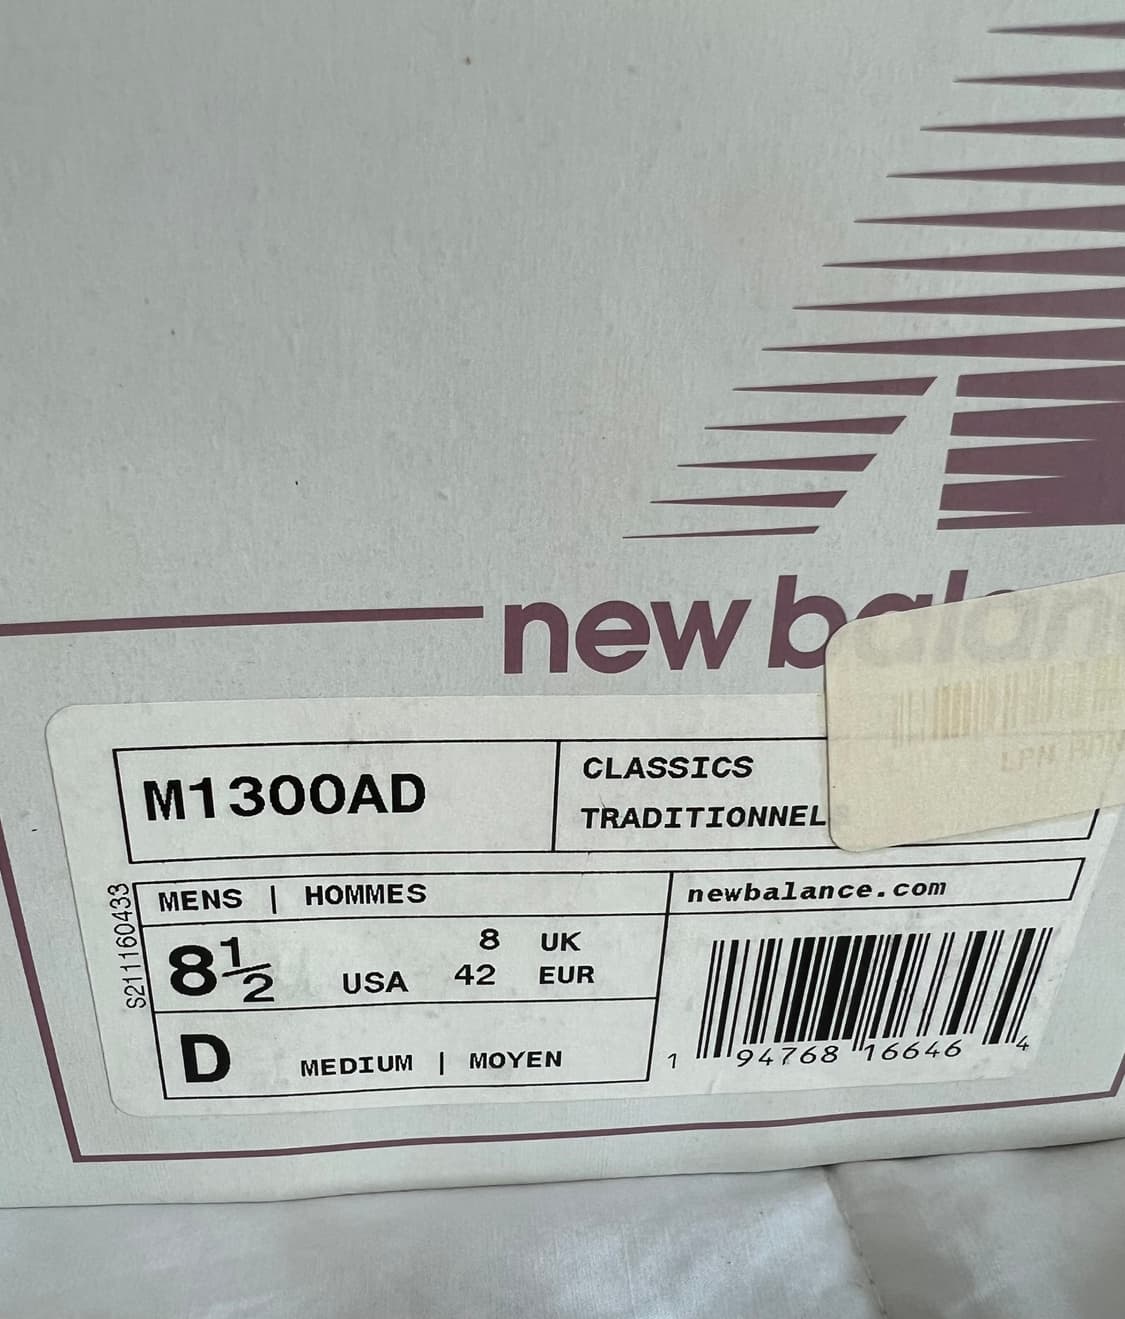 new balan
M1300AD
CLASSICS
TRADITIONNEL
MENS | HOMMES
newbalance.com
8½ USA
8 UK
42 EUR
D MEDIUM | MOYEN
S211160433
1 94768 16646 4
LPN